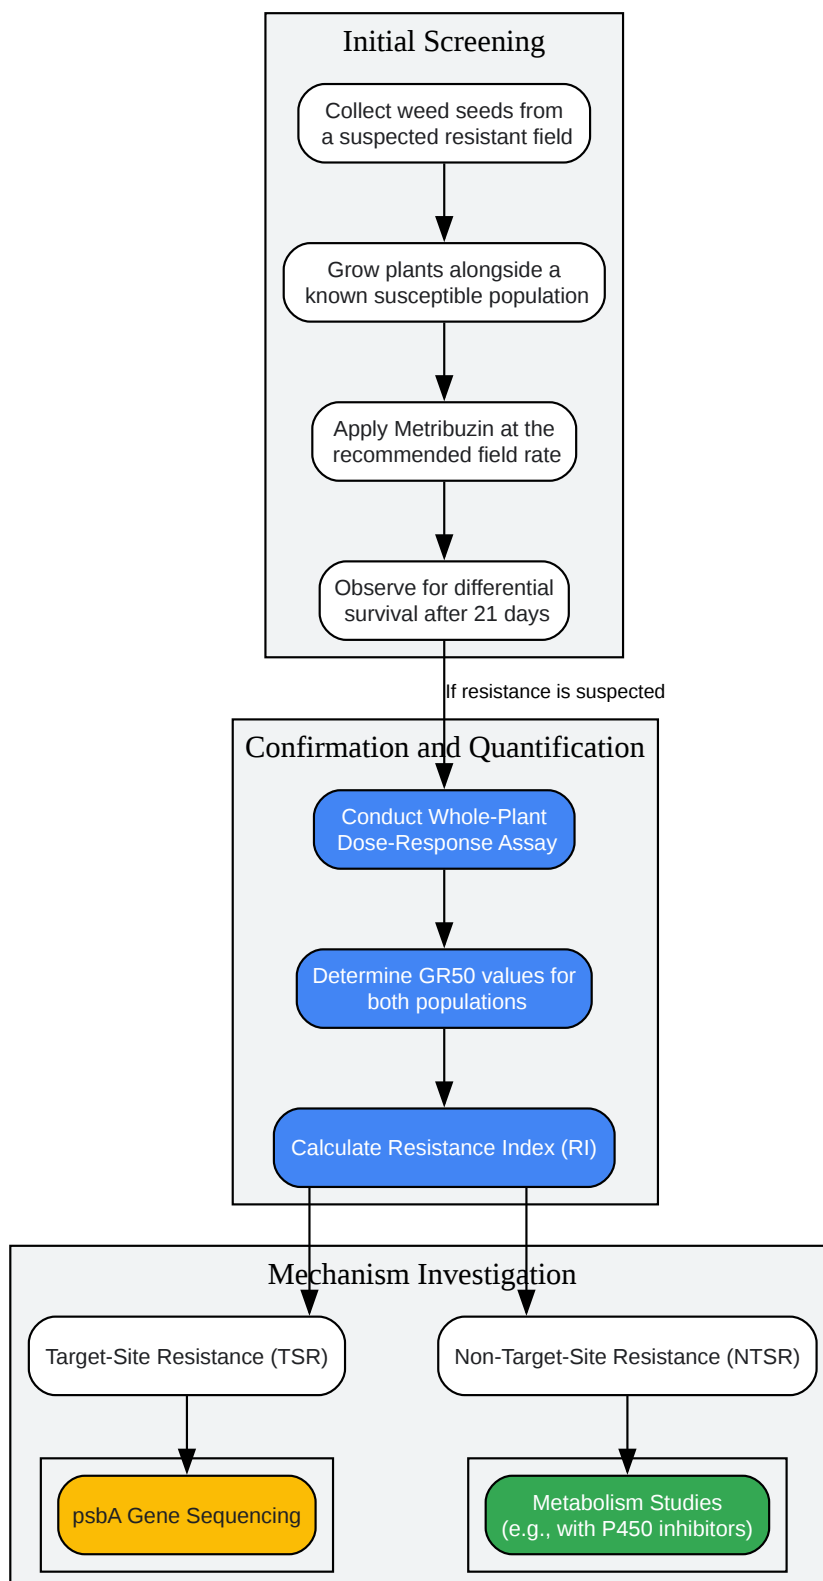 Initial Screening
Collect weed seeds from
a suspected resistant field
Grow plants alongside a
known susceptible population
Apply Metribuzin at the
recommended field rate
Observe for differential
survival after 21 days
If resistance is suspected
Confirmation and Quantification
Conduct Whole-Plant
Dose-Response Assay
Determine GR50 values for
both populations
Calculate Resistance Index (RI)
Mechanism Investigation
Target-Site Resistance (TSR)
Non-Target-Site Resistance (NTSR)
psbA Gene Sequencing
Metabolism Studies
(e.g., with P450 inhibitors)